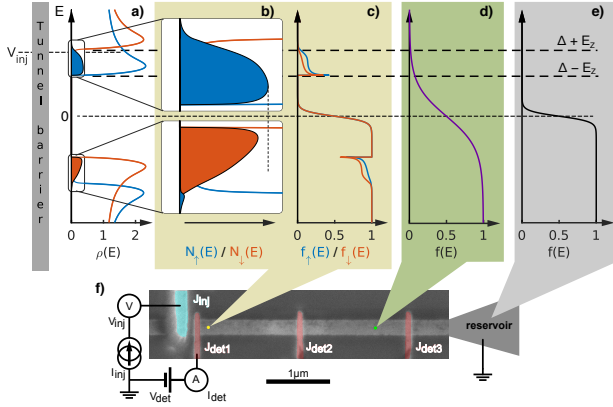 E
a)
b)
c)
d)
e)
V_inj
Tunnel barrier
0
Δ + E_Z
Δ − E_Z
0 1 2
ρ(E)
N↑(E) / N↓(E)
0 0.5 1
f↑(E) / f↓(E)
0 0.5 1
f(E)
0 0.5 1
f(E)
f)
V
J_Inj
V_inj
I_inj
J_det1
J_det2
J_det3
reservoir
V_det
A
I_det
1μm